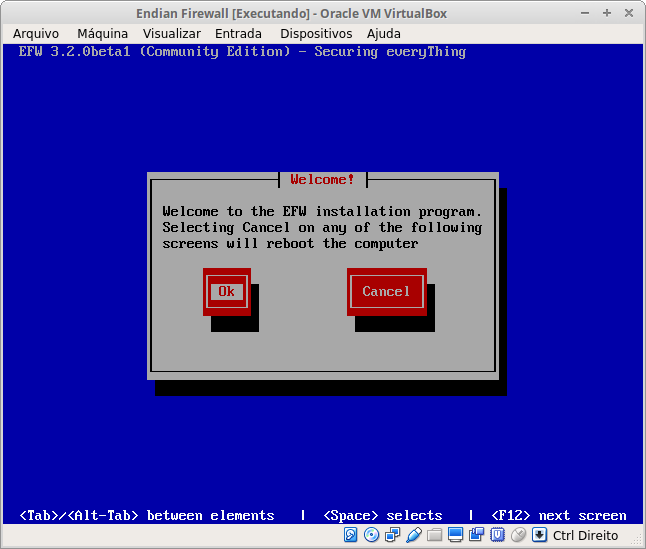 Endian Firewall [Executando] - Oracle VM VirtualBox
Arquivo Máquina Visualizar Entrada Dispositivos Ajuda
EFW 3.2.0beta1 (Community Edition) - Securing everyThing
Welcome!
Welcome to the EFW installation program.
Selecting Cancel on any of the following
screens will reboot the computer
Ok Cancel
<Tab>/<Alt-Tab> between elements | <Space> selects | <F12> next screen
Ctrl Direito